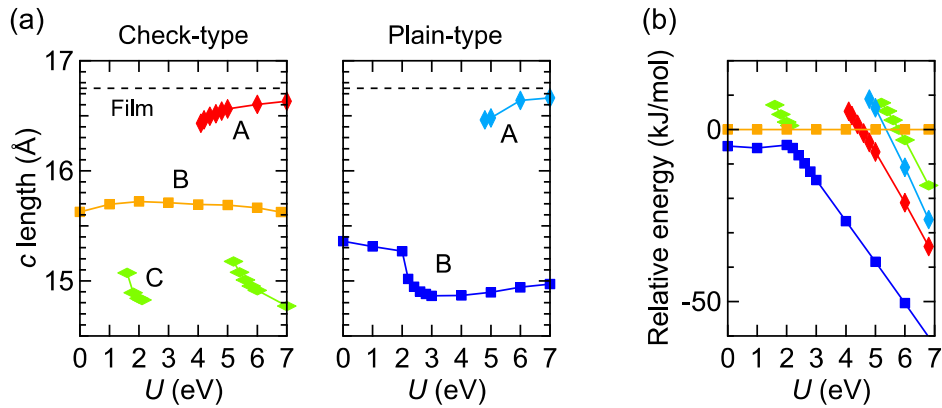 (a)
Check-type
Plain-type
(b)
17
16
15
c length (Å)
Film
A
B
C
0 1 2 3 4 5 6 7
U (eV)
A
B
0 1 2 3 4 5 6 7
U (eV)
Relative energy (kJ/mol)
0
-50
0 1 2 3 4 5 6 7
U (eV)